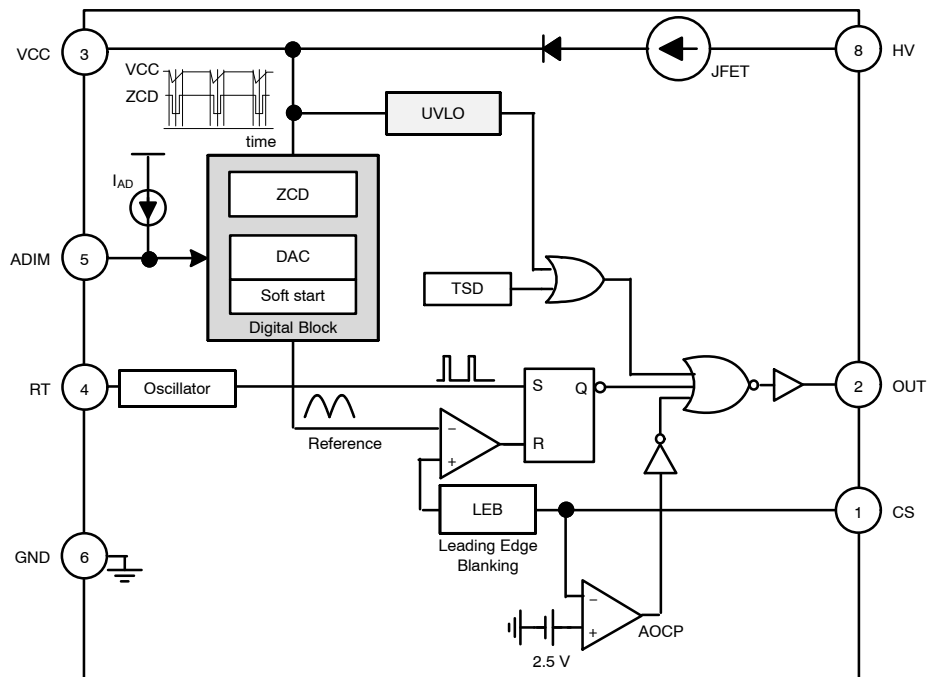 VCC
3
8
HV
JFET
VCC
ZCD
time
UVLO
I_AD
ZCD
ADIM
5
DAC
Soft start
Digital Block
TSD
RT
4
Oscillator
S
Q
2
OUT
Reference
−
+
R
LEB
1
CS
Leading Edge
Blanking
GND
6
−
+
AOCP
2.5 V